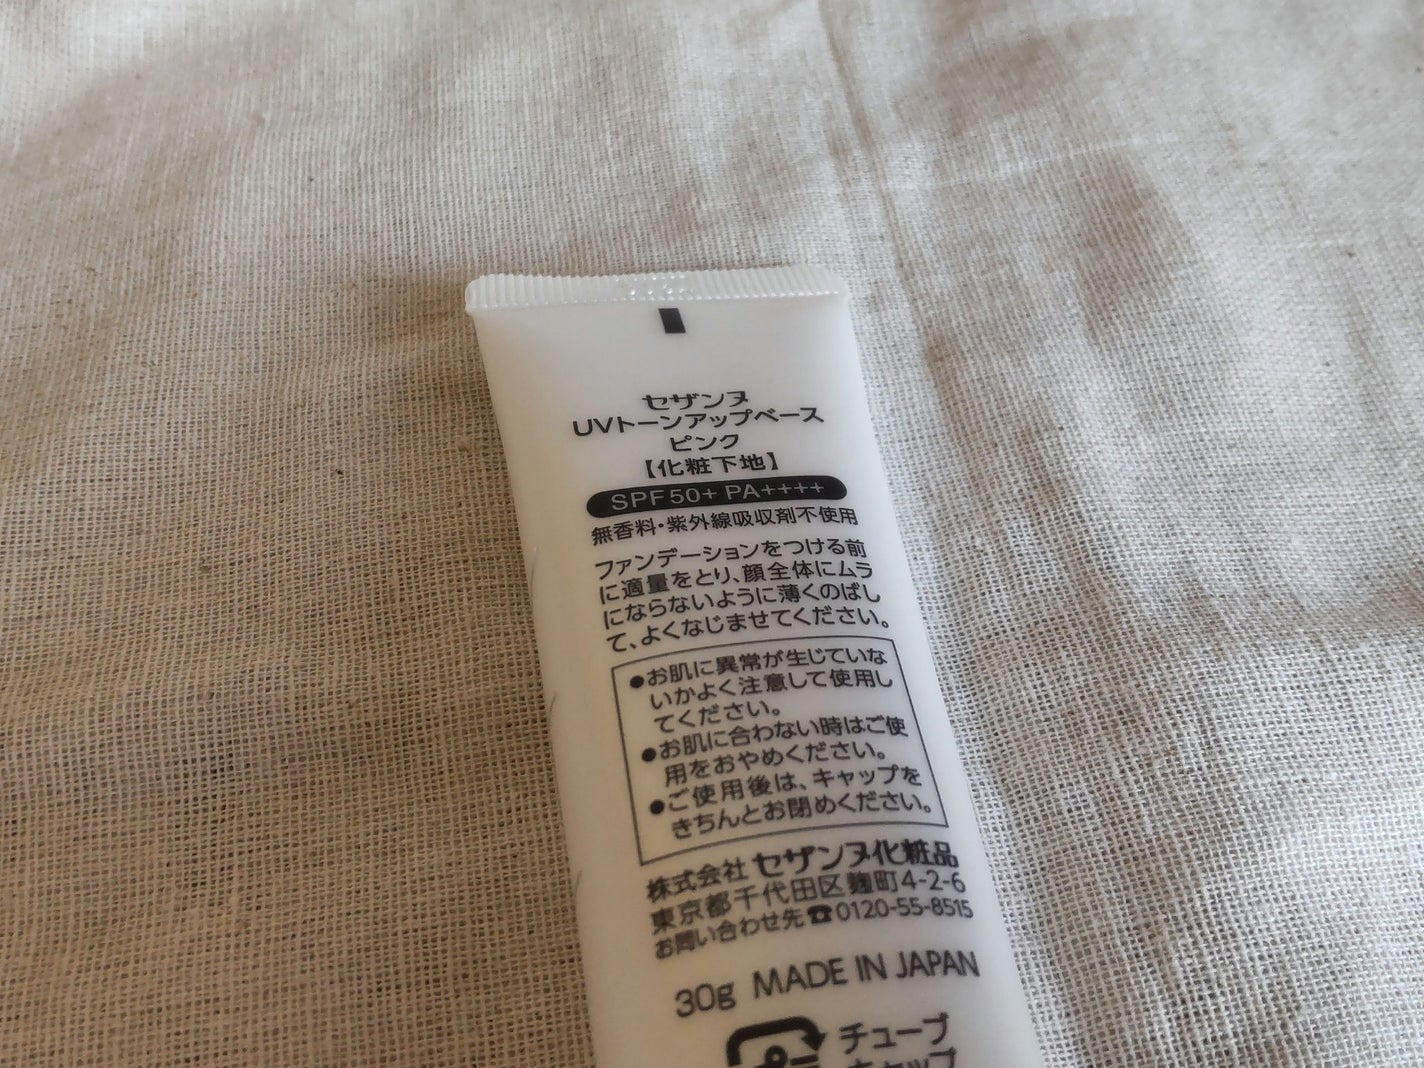 セザンヌ
UVトーンアップベース
ピンク
【化粧下地】
SPF50+ PA++++
無香料・紫外線吸収剤不使用
ファンデーションをつける前
に適量をとり、顔全体にムラ
にならないように薄くのばし
て、よくなじませてください。
●お肌に異常が生じていな
いかよく注意して使用し
てください。
●お肌に合わない時はご使
用をおやめください。
●ご使用後は、キャップを
きちんとお閉めください。
株式会社 セザンヌ化粧品
東京都千代田区麹町4-2-6
お問い合わせ先☎0120-55-8515
30g MADE IN JAPAN
チューブ
キャップ